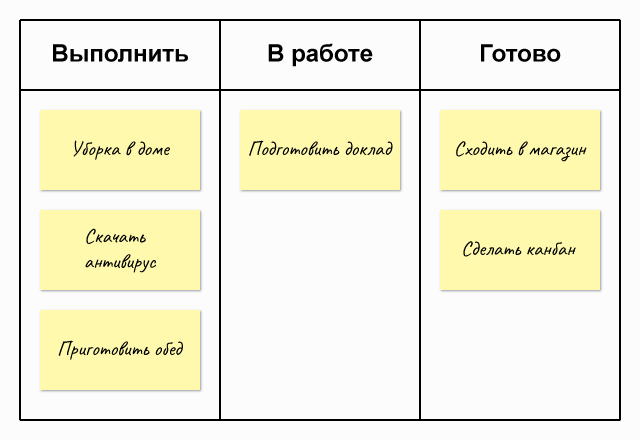 Выполнить
В работе
Готово
Уборка в доме
Скачать
антивирус
Приготовить обед
Подготовить доклад
Сходить в магазин
Сделать канбан